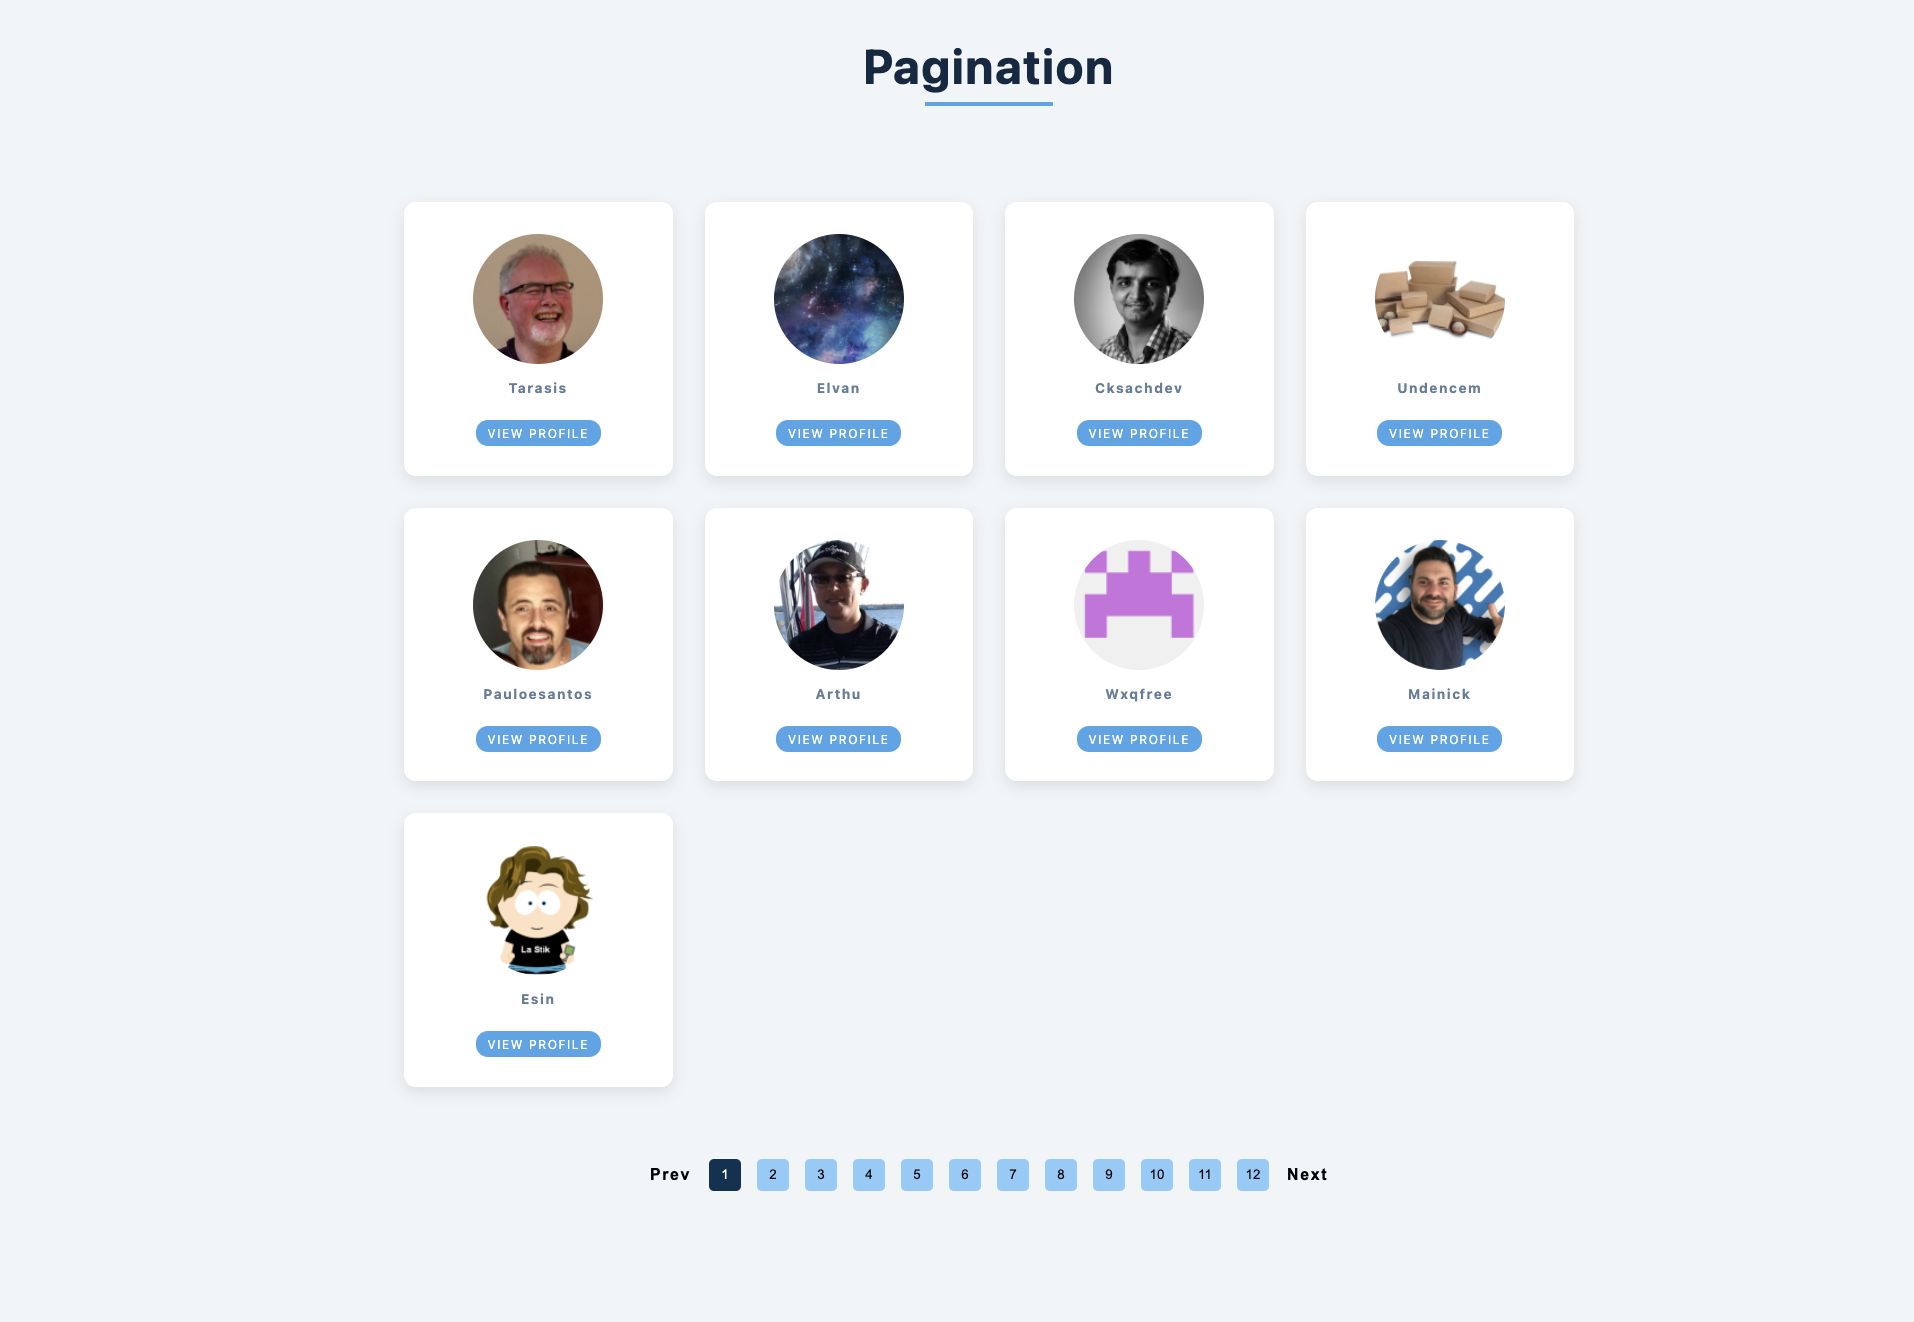 Pagination
Tarasis
Elvan
Cksachdev
Undencem
VIEW PROFILE
VIEW PROFILE
VIEW PROFILE
VIEW PROFILE
Pauloesantos
Arthu
Wxqfree
Mainick
VIEW PROFILE
VIEW PROFILE
VIEW PROFILE
VIEW PROFILE
La Stik
Esin
VIEW PROFILE
Prev 1 2 3 4 5 6 7 8 9 10 11 12 Next